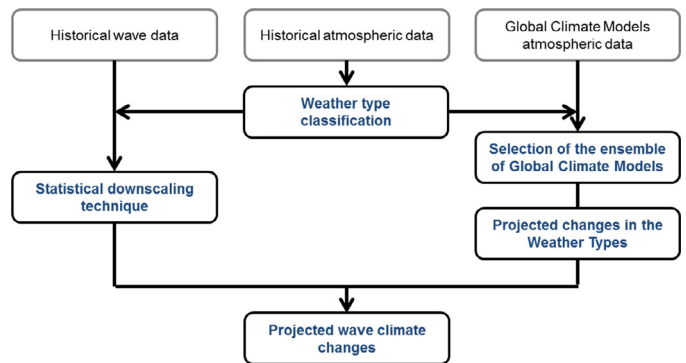 Historical wave data
Historical atmospheric data
Global Climate Models
atmospheric data
Weather type
classification
Selection of the ensemble
of Global Climate Models
Statistical downscaling
technique
Projected changes in the
Weather Types
Projected wave climate
changes